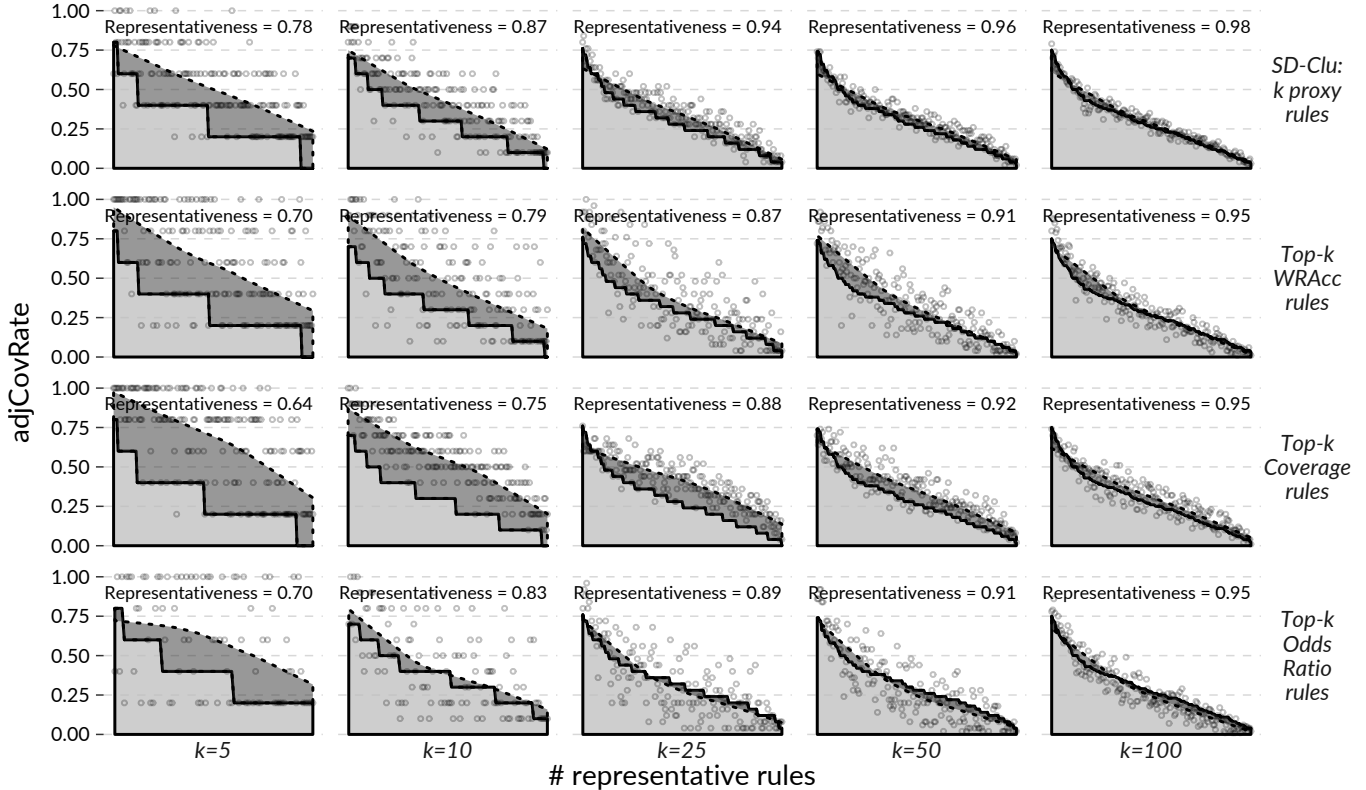 1.00
0.75
0.50
0.25
0.00
Representativeness = 0.78
Representativeness = 0.87
Representativeness = 0.94
Representativeness = 0.96
Representativeness = 0.98
SD-Clu:
k proxy
rules
1.00
0.75
0.50
0.25
0.00
Representativeness = 0.70
Representativeness = 0.79
Representativeness = 0.87
Representativeness = 0.91
Representativeness = 0.95
Top-k
WRAcc
rules
adjCovRate
1.00
0.75
0.50
0.25
0.00
Representativeness = 0.64
Representativeness = 0.75
Representativeness = 0.88
Representativeness = 0.92
Representativeness = 0.95
Top-k
Coverage
rules
1.00
0.75
0.50
0.25
0.00
Representativeness = 0.70
Representativeness = 0.83
Representativeness = 0.89
Representativeness = 0.91
Representativeness = 0.95
Top-k
Odds
Ratio
rules
k=5
k=10
k=25
k=50
k=100
# representative rules